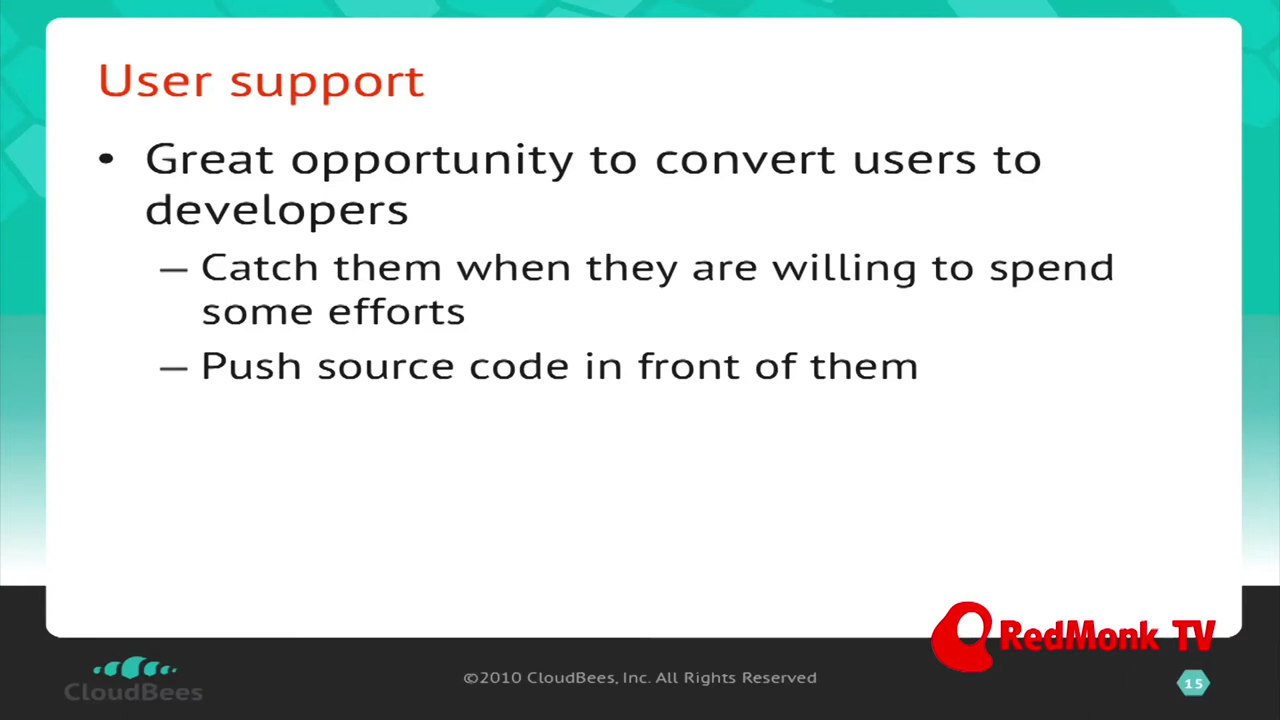 User support
• Great opportunity to convert users to
developers
– Catch them when they are willing to spend
some efforts
– Push source code in front of them
RedMonk TV
CloudBees
©2010 CloudBees, Inc. All Rights Reserved
15